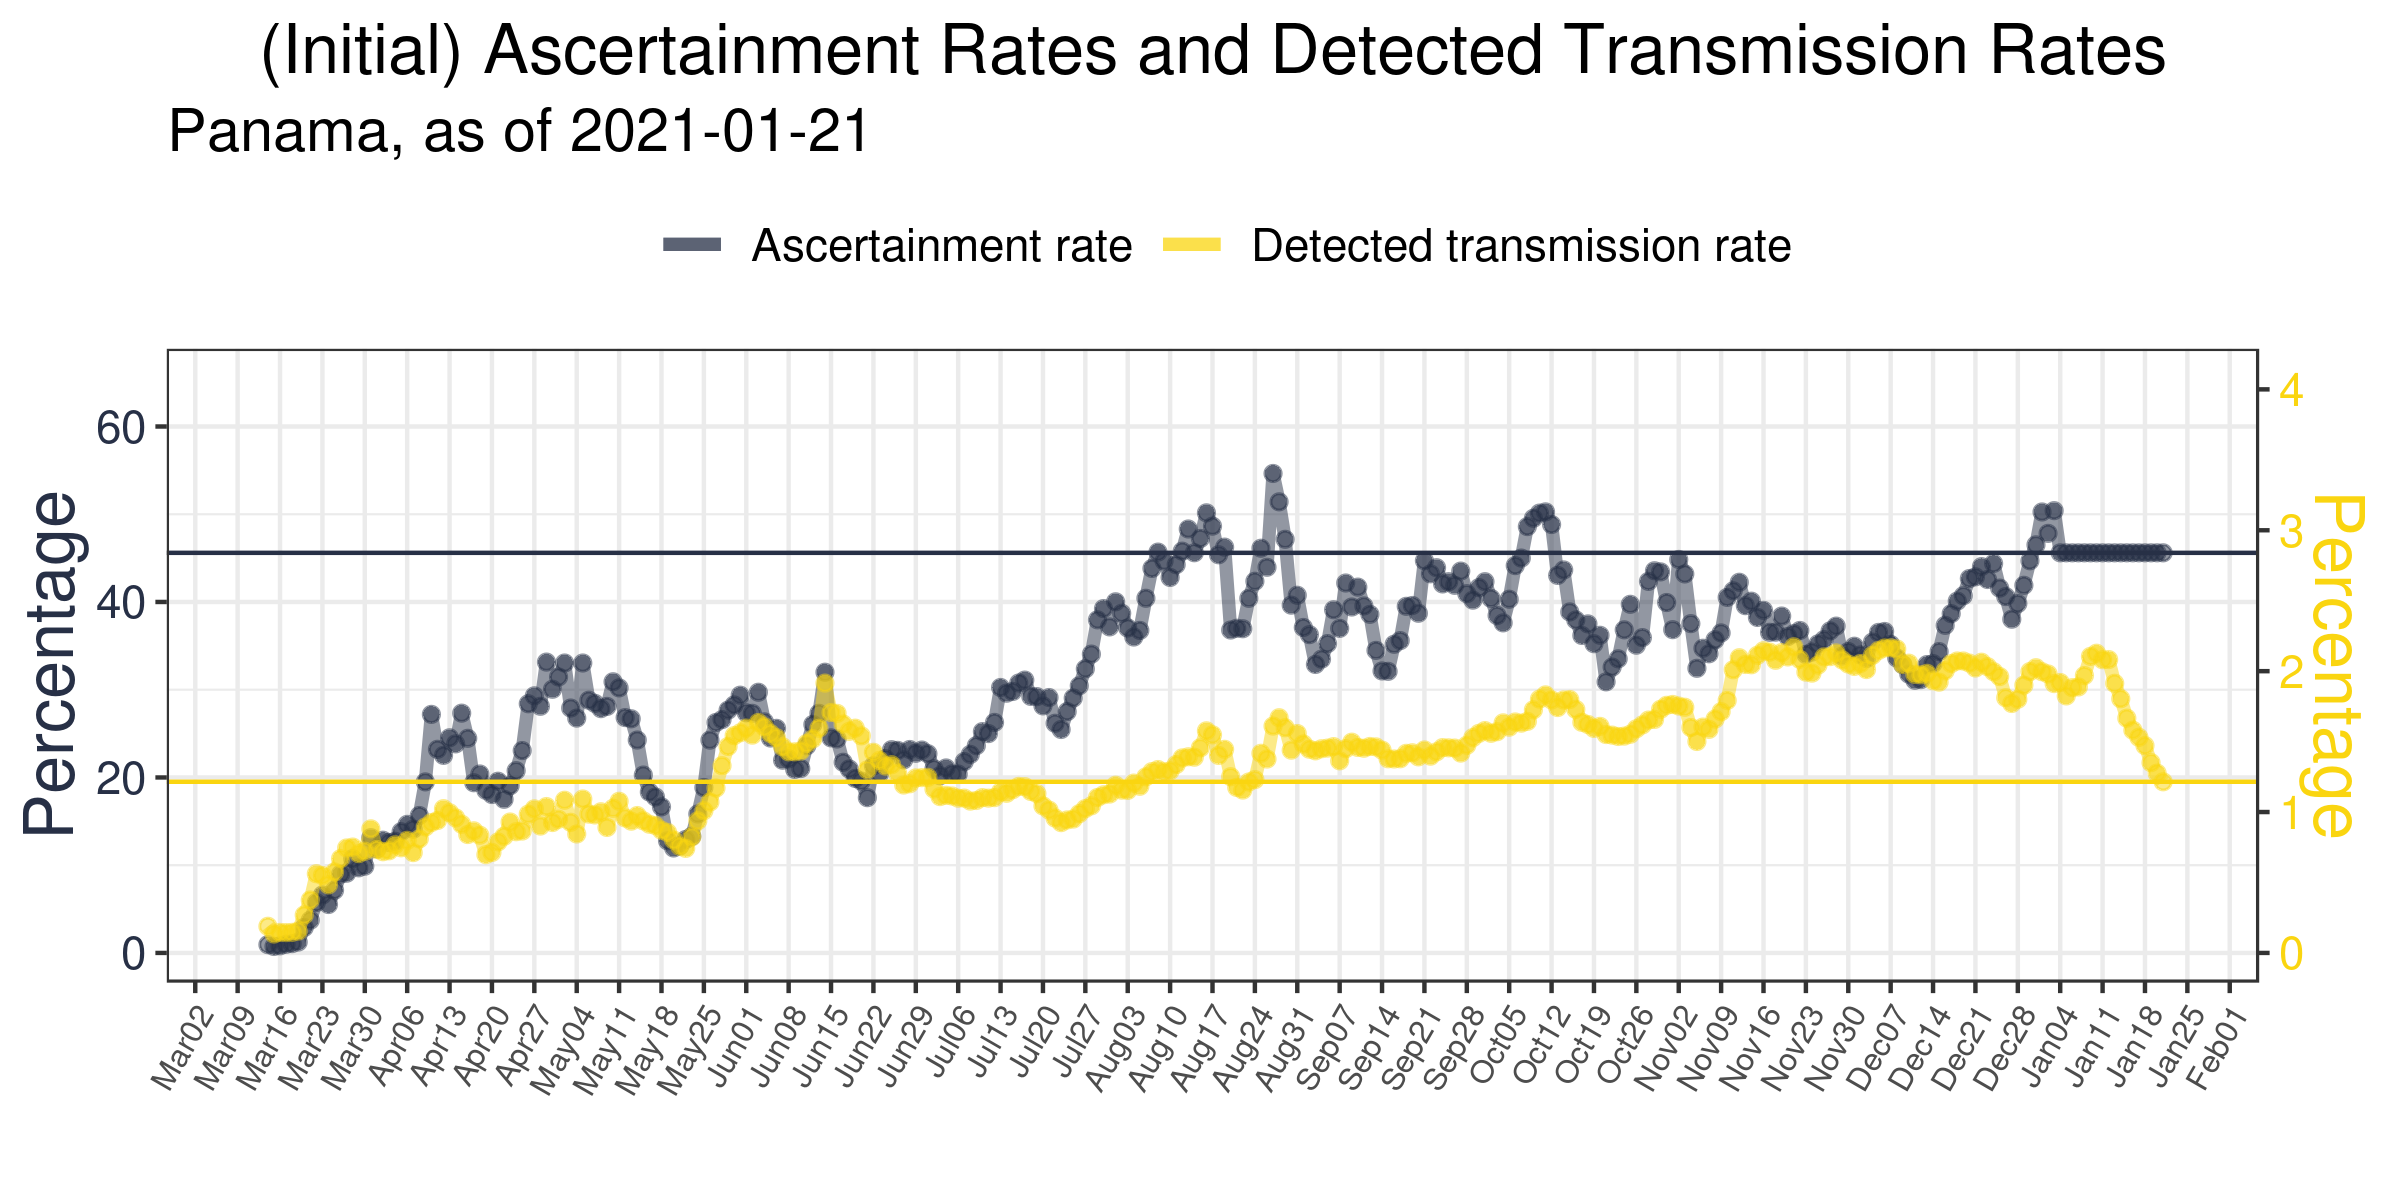 (Initial) Ascertainment Rates and Detected Transmission Rates
Panama, as of 2021-01-21
Ascertainment rate
Detected transmission rate
Percentage
60
40
20
0
4
3
2
1
0
Percentage
Mar02
Mar09
Mar16
Mar23
Mar30
Apr06
Apr13
Apr20
Apr27
May04
May11
May18
May25
Jun01
Jun08
Jun15
Jun22
Jun29
Jul06
Jul13
Jul20
Jul27
Aug03
Aug10
Aug17
Aug24
Aug31
Sep07
Sep14
Sep21
Sep28
Oct05
Oct12
Oct19
Oct26
Nov02
Nov09
Nov16
Nov23
Nov30
Dec07
Dec14
Dec21
Dec28
Jan04
Jan11
Jan18
Jan25
Feb01